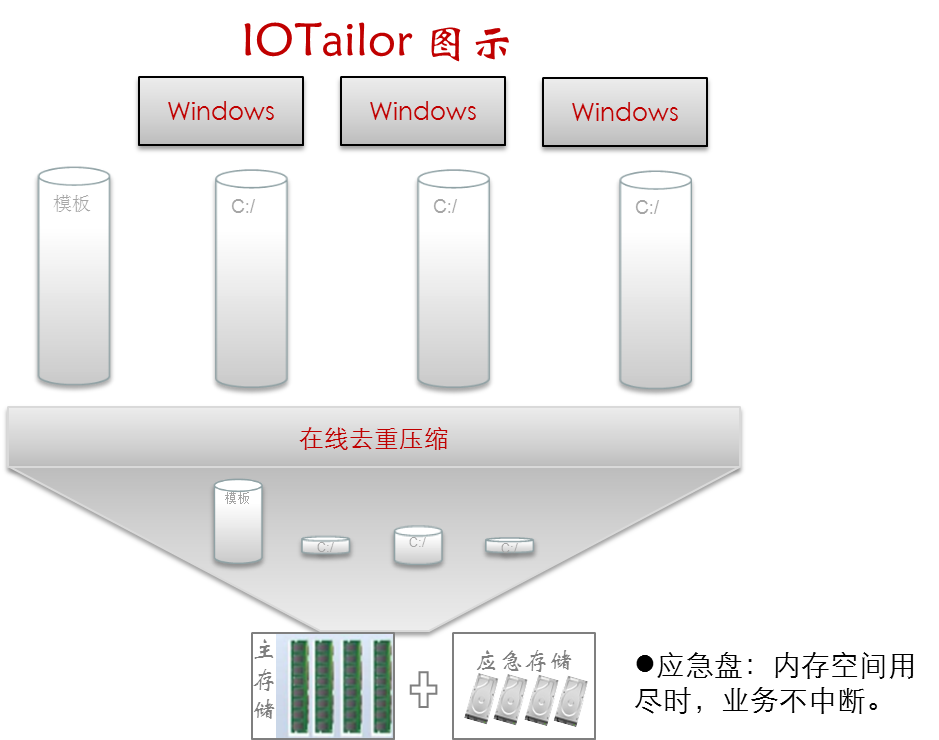 IOTailor 图示
Windows
Windows
Windows
模板
C:/
C:/
C:/
在线去重压缩
模板
C:/
C:/
C:/
主存储
应急存储
●应急盘：内存空间用
尽时，业务不中断。